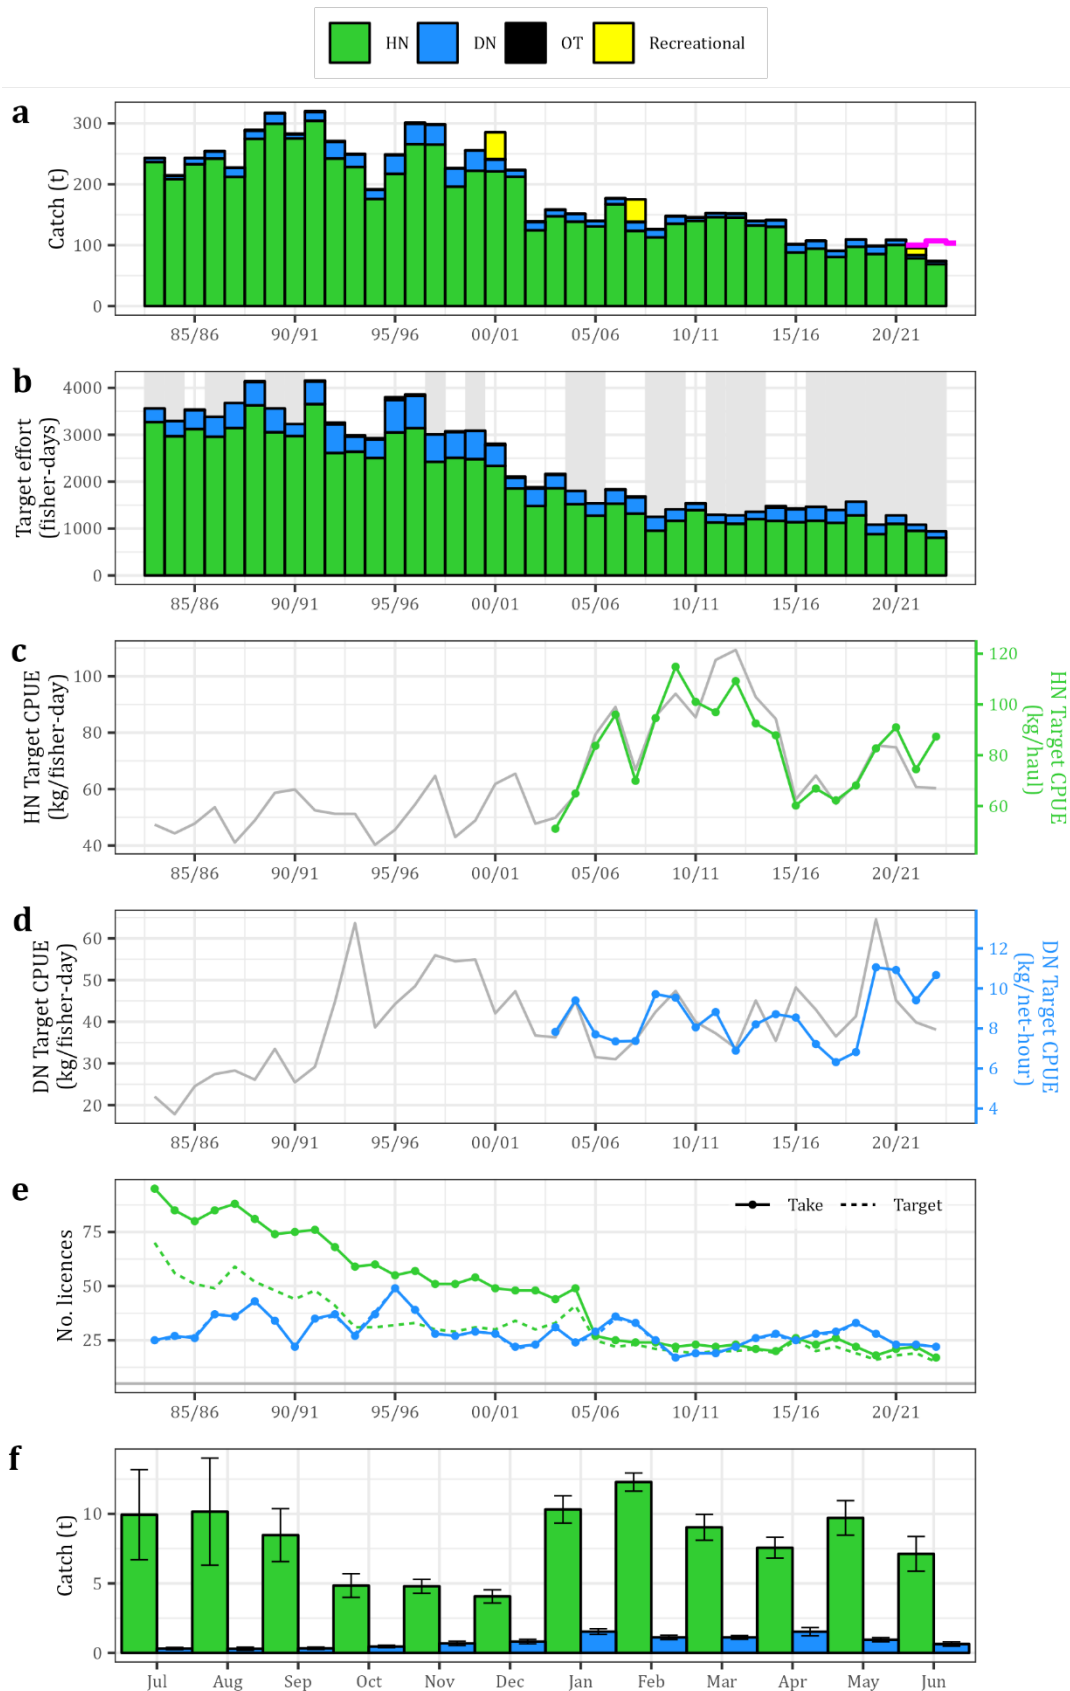 HN DN OT Recreational
a
Catch (t)
300
200
100
0
85/86 90/91 95/96 00/01 05/06 10/11 15/16 20/21
b
Target effort
(fisher-days)
4000
3000
2000
1000
0
85/86 90/91 95/96 00/01 05/06 10/11 15/16 20/21
c
HN Target CPUE
(kg/fisher-day)
100
80
60
40
120
100
80
60
HN Target CPUE
(kg/haul)
85/86 90/91 95/96 00/01 05/06 10/11 15/16 20/21
d
DN Target CPUE
(kg/fisher-day)
60
50
40
30
20
12
10
8
6
4
DN Target CPUE
(kg/net-hour)
85/86 90/91 95/96 00/01 05/06 10/11 15/16 20/21
e
No. licences
75
50
25
Take Target
85/86 90/91 95/96 00/01 05/06 10/11 15/16 20/21
f
Catch (t)
10
5
0
Jul Aug Sep Oct Nov Dec Jan Feb Mar Apr May Jun